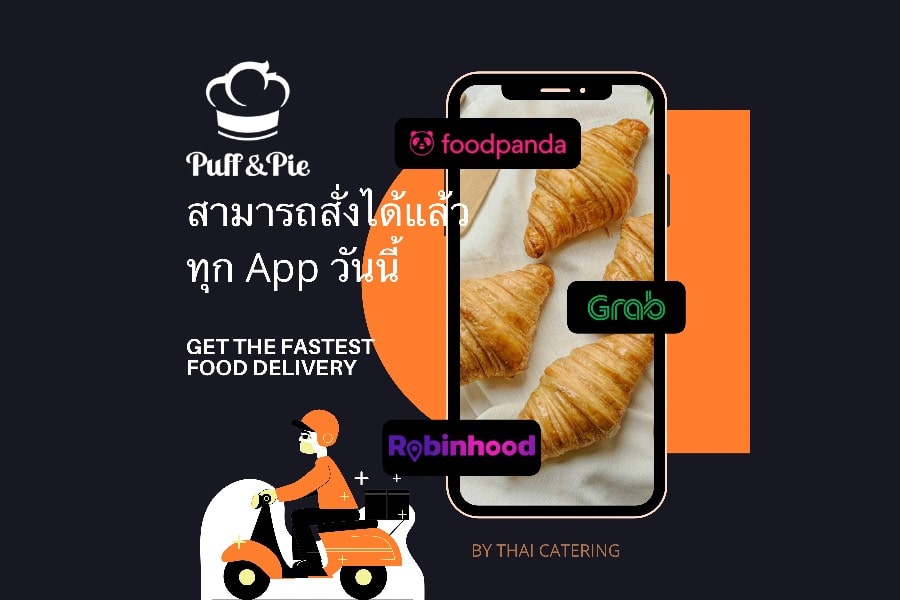 Puff & Pie
สามารถสั่งได้แล้ว
ทุก App วันนี้
GET THE FASTEST
FOOD DELIVERY
foodpanda
Grab
Robinhood
BY THAI CATERING